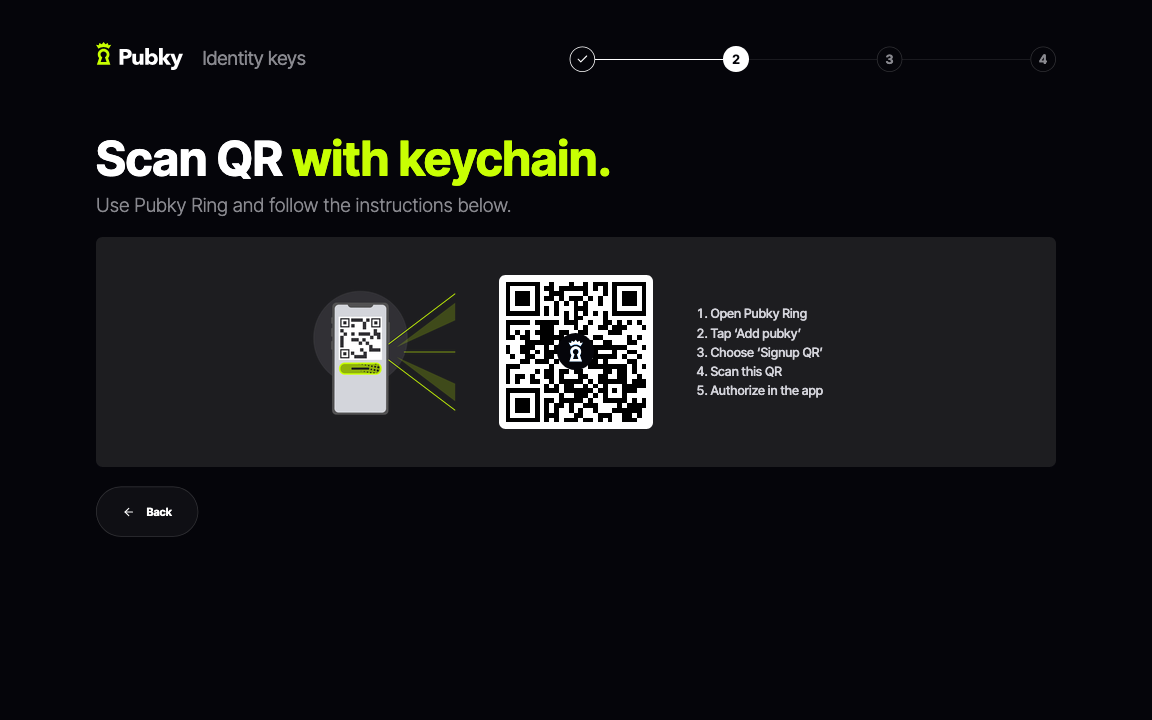 Pubky Identity keys
2
3
4
Scan QR with keychain.
Use Pubky Ring and follow the instructions below.
1. Open Pubky Ring
2. Tap ‘Add pubky’
3. Choose ‘Signup QR’
4. Scan this QR
5. Authorize in the app
Back